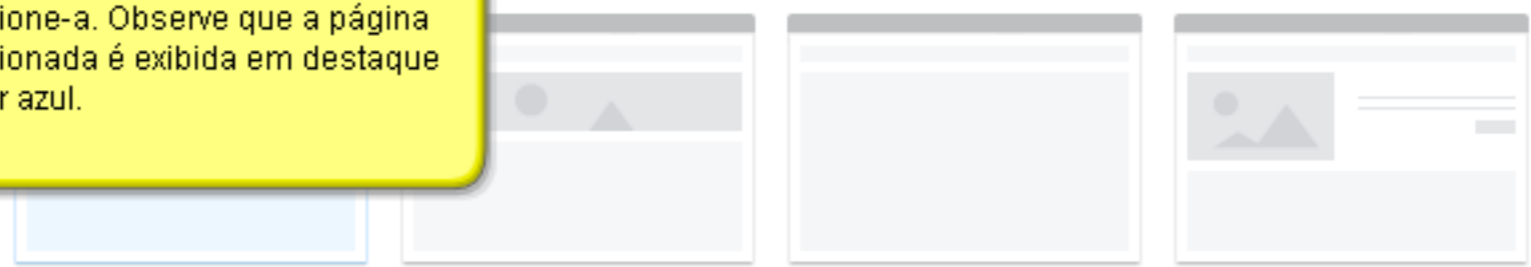 ione-a. Observe que a página
ionada é exibida em destaque
r azul.